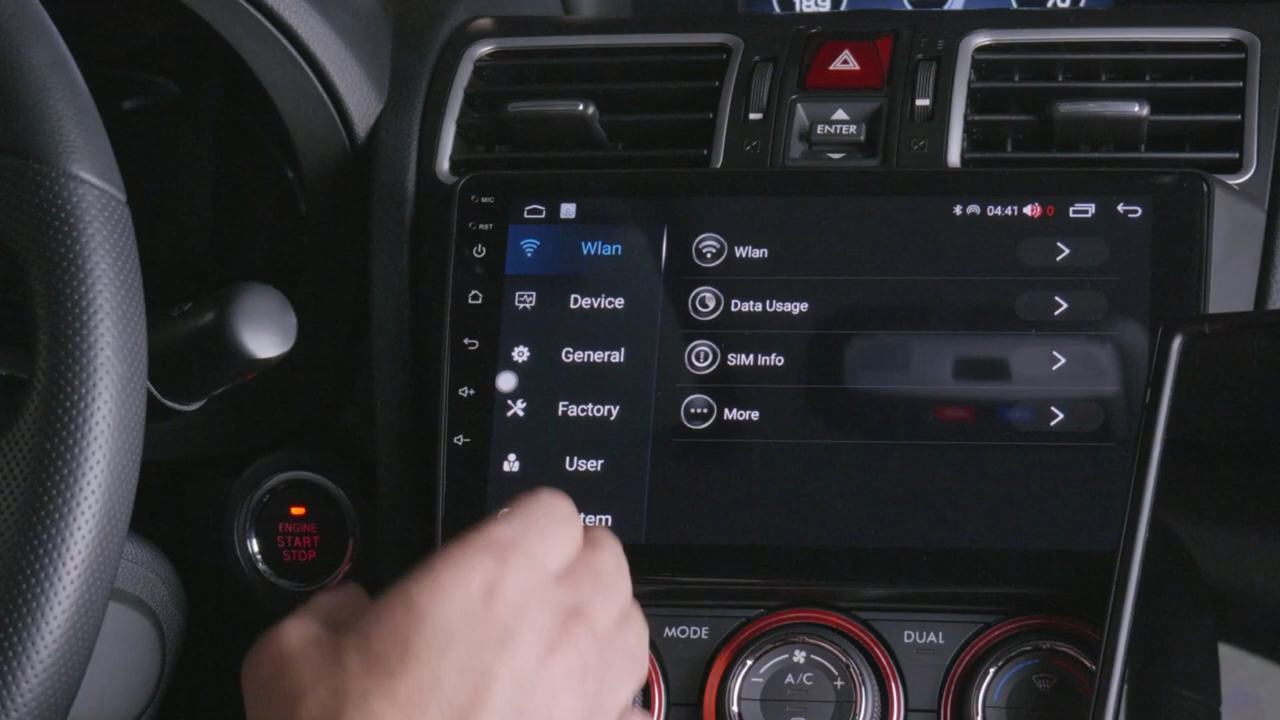 ENTER
MIC
RST
04:41
0
Wlan
Device
General
Factory
User
tem
Wlan
Data Usage
SIM Info
More
ENGINE
START
STOP
MODE
A/C
DUAL